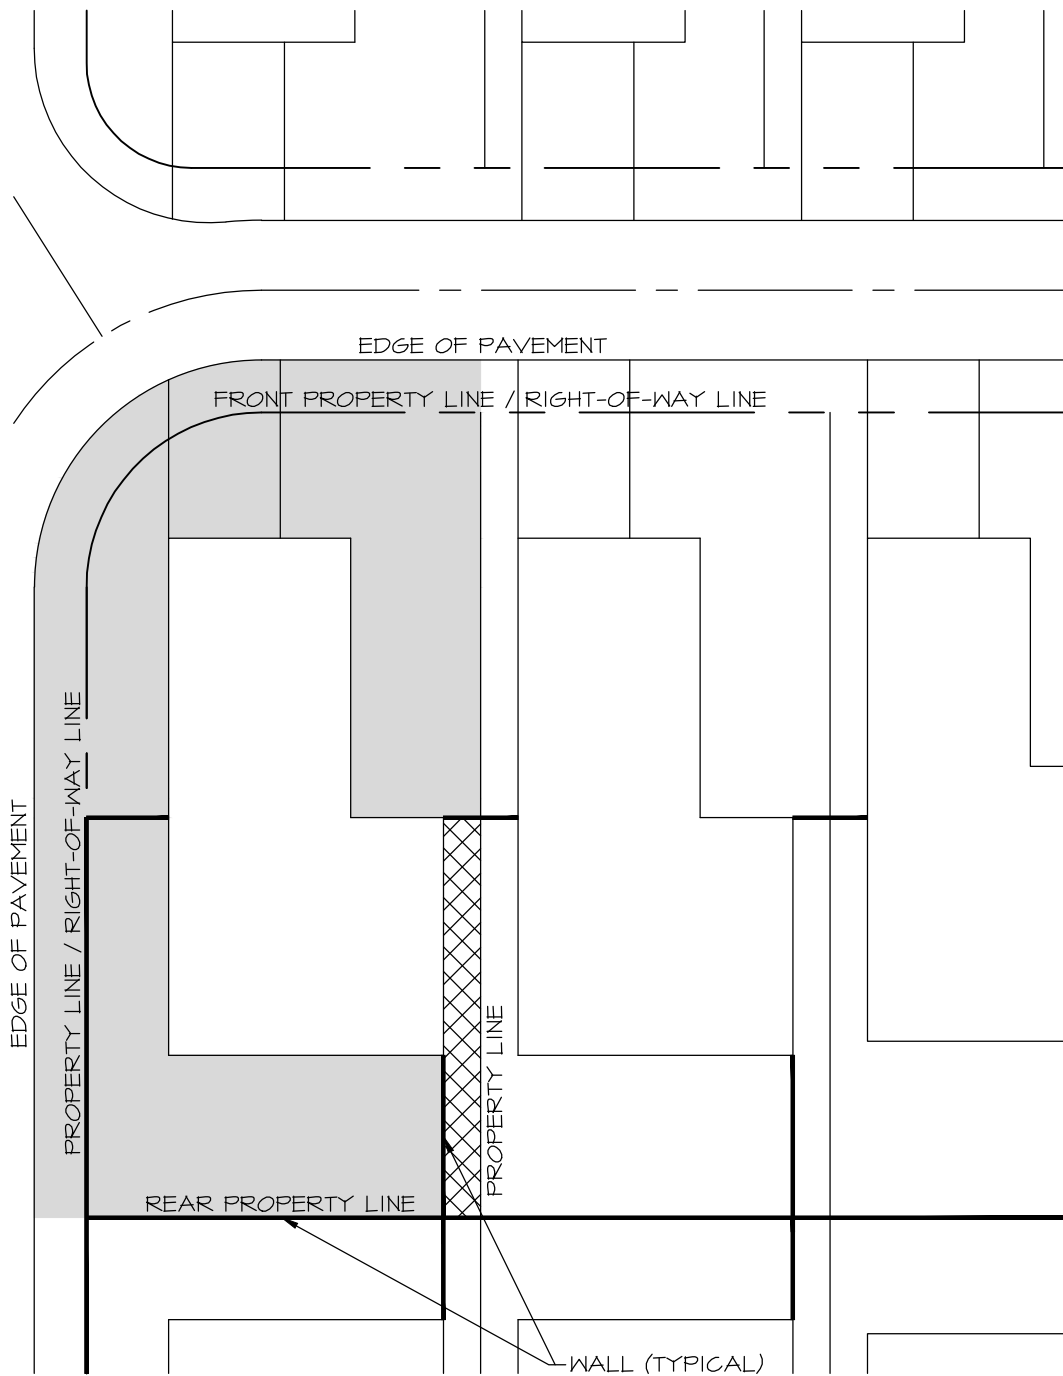 EDGE OF PAVEMENT
FRONT PROPERTY LINE / RIGHT-OF-WAY LINE
PROPERTY LINE / RIGHT-OF-WAY LINE
EDGE OF PAVEMENT
PROPERTY LINE
REAR PROPERTY LINE
WALL (TYPICAL)